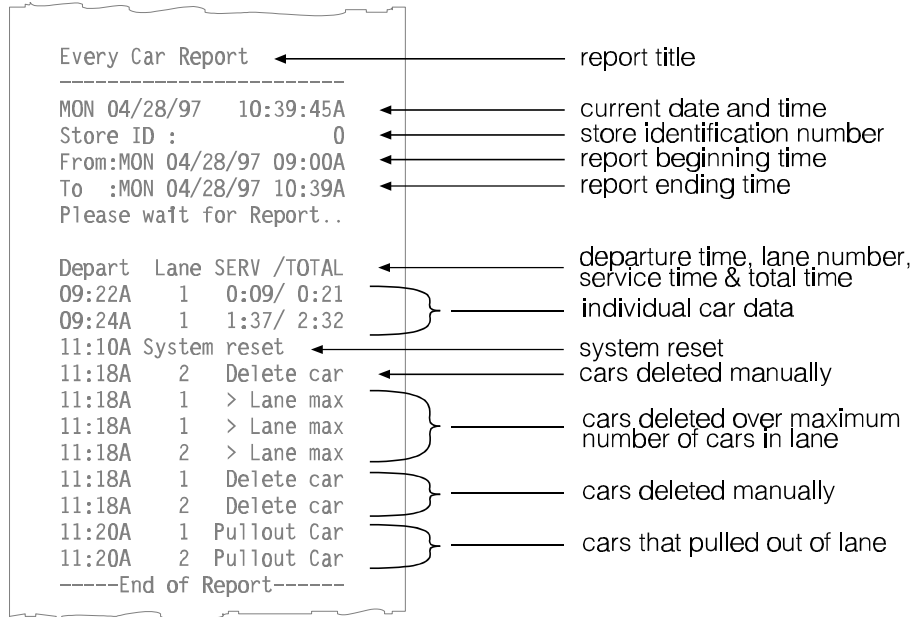 Every Car Report
-------------------------
MON 04/28/97 10:39:45A
Store ID : 0
From:MON 04/28/97 09:00A
To :MON 04/28/97 10:39A
Please wait for Report..
Depart Lane SERV /TOTAL
09:22A 1 0:09/ 0:21
09:24A 1 1:37/ 2:32
11:10A System reset
11:18A 2 Delete car
11:18A 1 > Lane max
11:18A 1 > Lane max
11:18A 2 > Lane max
11:18A 1 Delete car
11:18A 2 Delete car
11:20A 1 Pullout Car
11:20A 2 Pullout Car
-----End of Report------
report title
current date and time
store identification number
report beginning time
report ending time
departure time, lane number,
service time & total time
individual car data
system reset
cars deleted manually
cars deleted over maximum
number of cars in lane
cars deleted manually
cars that pulled out of lane